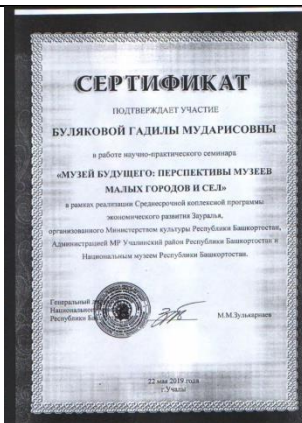 СЕРТИФИКАТ
ПОДТВЕРЖДАЕТ УЧАСТИЕ
БУЛЯКОВОЙ ГАДИЛЫ МУДАРИСОВНЫ
в работе научно-практического семинара
«МУЗЕЙ БУДУЩЕГО: ПЕРСПЕКТИВЫ МУЗЕЕВ
МАЛЫХ ГОРОДОВ И СЕЛ»
в рамках реализации Среднесрочной комплексной программы
экономического развития Зауралья,
организованного Министерством культуры Республики Башкортостан,
Администрацией МР Учалинский район Республики Башкортостан и
Национальным музеем Республики Башкортостан.
Генеральный
Национального
Республики М.М.Зулькарнаев
22 мая 2019 года
г.Учалы